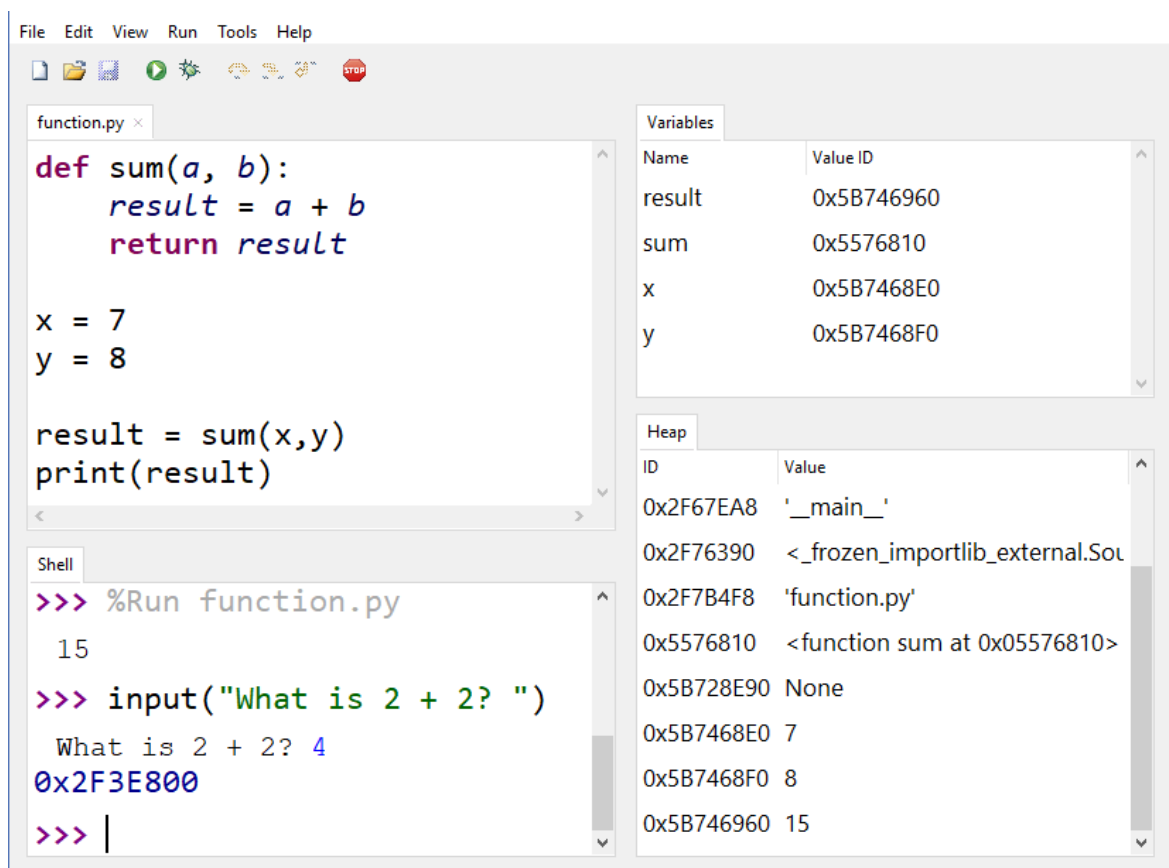 File Edit View Run Tools Help
STOP
function.py ×
def sum(a, b):
    result = a + b
    return result

x = 7
y = 8

result = sum(x,y)
print(result)
Shell
>>> %Run function.py
15
>>> input("What is 2 + 2? ")
What is 2 + 2? 4
0x2F3E800
>>>
Variables
Name Value ID
result 0x5B746960
sum 0x5576810
x 0x5B7468E0
y 0x5B7468F0
Heap
ID Value
0x2F67EA8 '__main__'
0x2F76390 <_frozen_importlib_external.Sou
0x2F7B4F8 'function.py'
0x5576810 <function sum at 0x05576810>
0x5B728E90 None
0x5B7468E0 7
0x5B7468F0 8
0x5B746960 15